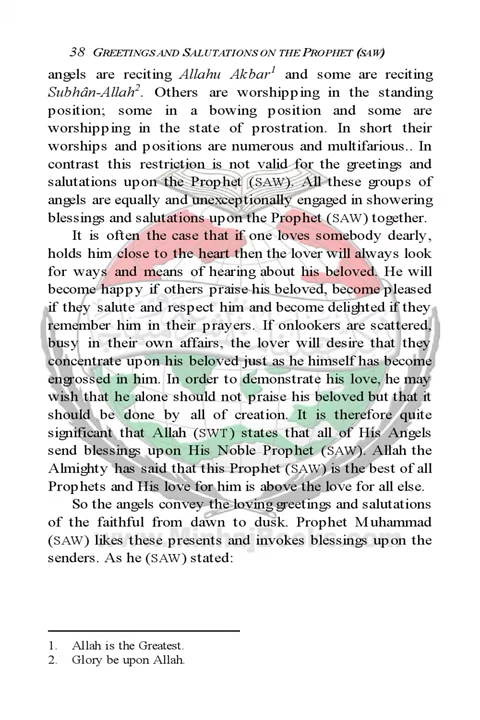 38 GREETINGS AND SALUTATIONS ON THE PROPHET (SAW)
angels are reciting Allahu Akbar1 and some are reciting
Subhân-Allah2. Others are worshipping in the standing
position; some in a bowing position and some are
worshipping in the state of prostration. In short their
worships and positions are numerous and multifarious.. In
contrast this restriction is not valid for the greetings and
salutations upon the Prophet (SAW). All these groups of
angels are equally and unexceptionally engaged in showering
blessings and salutations upon the Prophet (SAW) together.
It is often the case that if one loves somebody dearly,
holds him close to the heart then the lover will always look
for ways and means of hearing about his beloved. He will
become happy if others praise his beloved, become pleased
if they salute and respect him and become delighted if they
remember him in their prayers. If onlookers are scattered,
busy in their own affairs, the lover will desire that they
concentrate upon his beloved just as he himself has become
engrossed in him. In order to demonstrate his love, he may
wish that he alone should not praise his beloved but that it
should be done by all of creation. It is therefore quite
significant that Allah (SWT) states that all of His Angels
send blessings upon His Noble Prophet (SAW). Allah the
Almighty has said that this Prophet (SAW) is the best of all
Prophets and His love for him is above the love for all else.
So the angels convey the loving greetings and salutations
of the faithful from dawn to dusk. Prophet Muhammad
(SAW) likes these presents and invokes blessings upon the
senders. As he (SAW) stated:
1. Allah is the Greatest.
2. Glory be upon Allah.